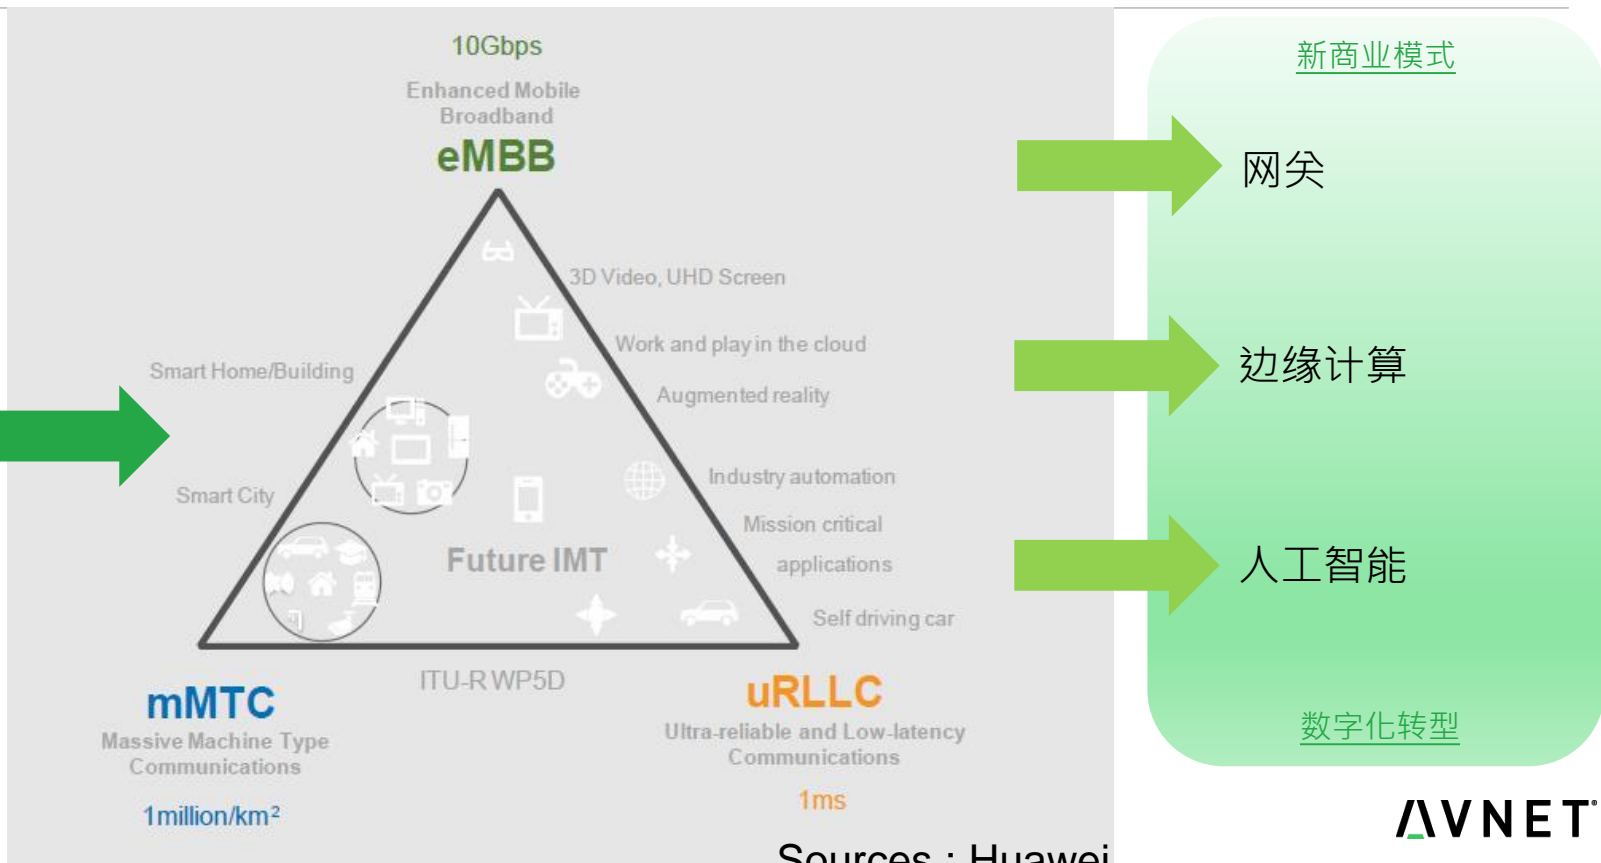 10Gbps
Enhanced Mobile
Broadband
eMBB
3D Video, UHD Screen
Work and play in the cloud
Smart Home/Building
Augmented reality
Industry automation
Smart City
Mission critical
applications
Future IMT
Self driving car
ITU-R WP5D
mMTC
Massive Machine Type
Communications
1million/km²
uRLLC
Ultra-reliable and Low-latency
Communications
1ms
Sources : Huawei
新商业模式
网关
边缘计算
人工智能
数字化转型
AVNET®